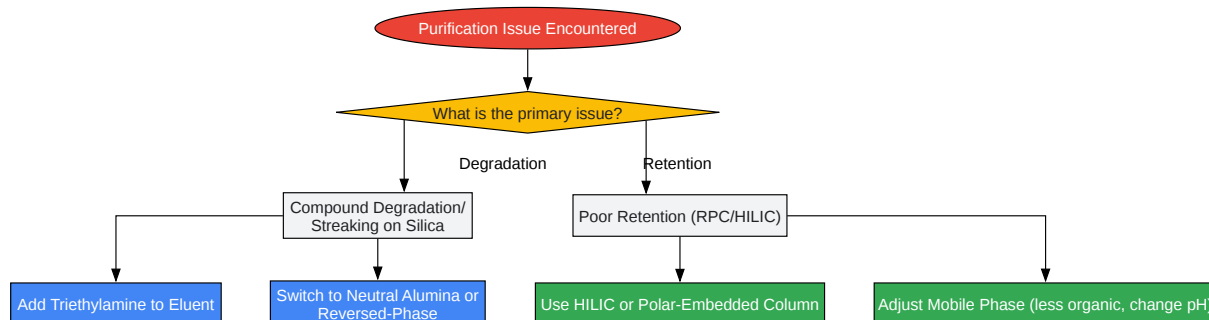 Purification Issue Encountered
What is the primary issue?
Degradation
Retention
Compound Degradation/
Streaking on Silica
Poor Retention (RPC/HILIC)
Add Triethylamine to Eluent
Switch to Neutral Alumina or
Reversed-Phase
Use HILIC or Polar-Embedded Column
Adjust Mobile Phase (less organic, change pH)